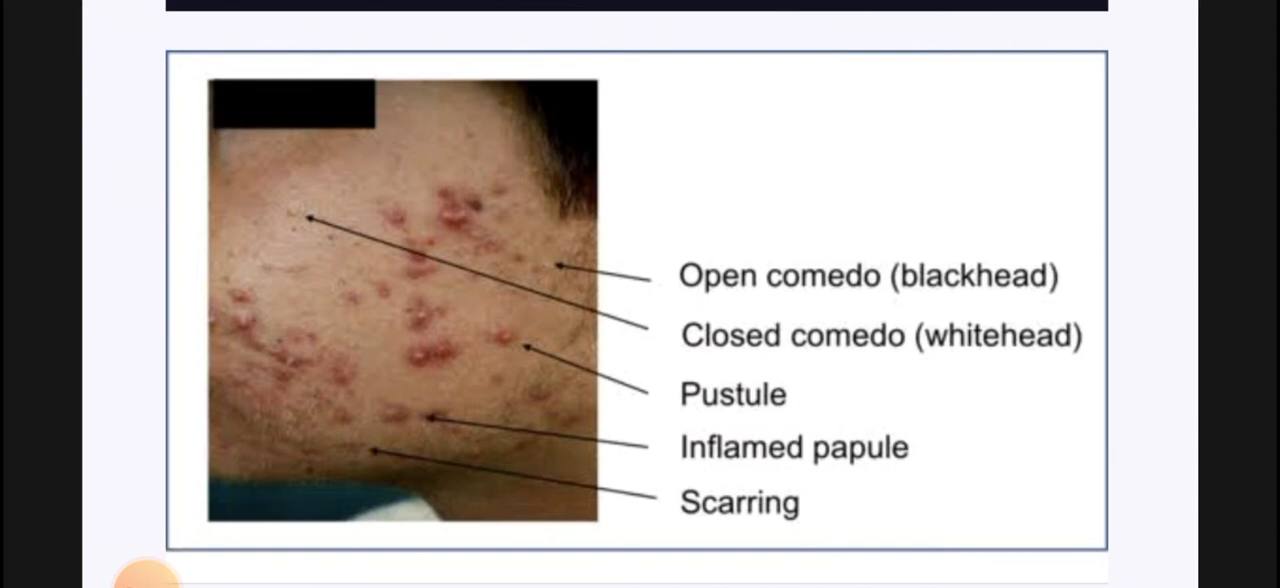 Open comedo (blackhead)
Closed comedo (whitehead)
Pustule
Inflamed papule
Scarring